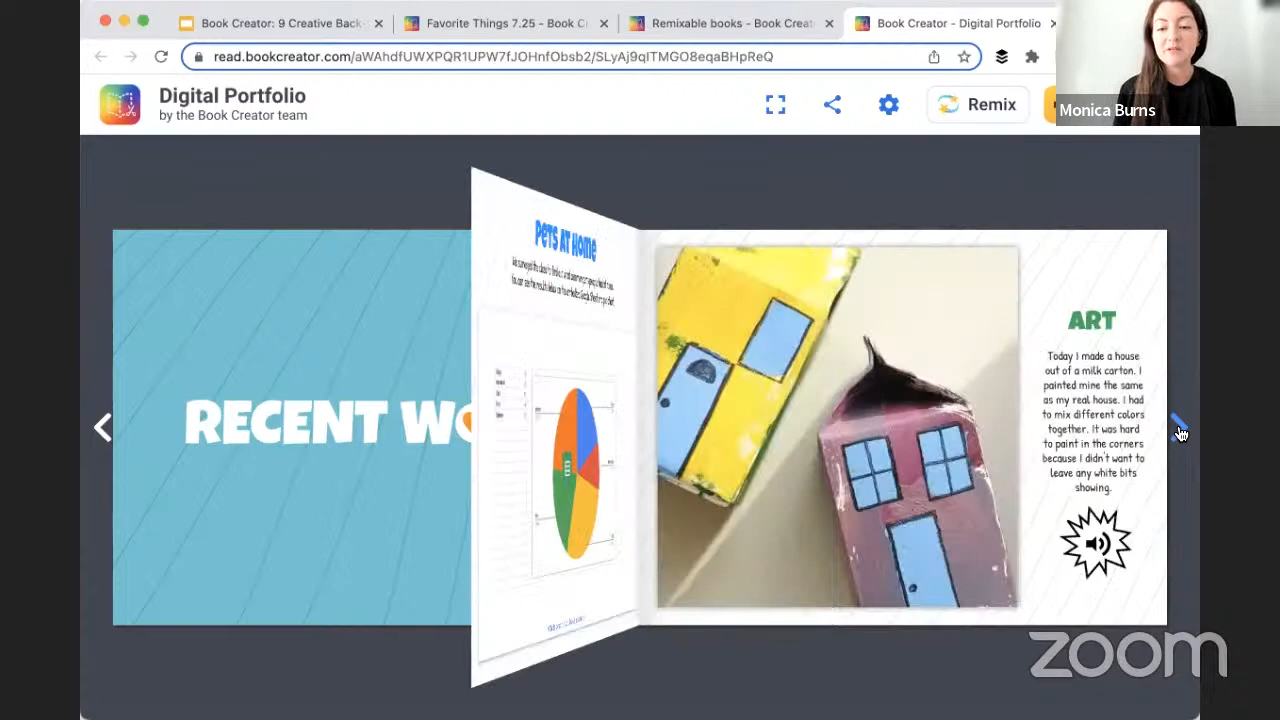 Book Creator: 9 Creative Back-
Favorite Things 7.25 - Book C
Remixable books - Book Creat
Book Creator - Digital Portfolio
read.bookcreator.com/aWAhdfUWXPQR1UPW7fJOHnfObsb2/SLyAj9qITMGO8eqaBHpReQ
Digital Portfolio
by the Book Creator team
Remix
Monica Burns
RECENT WO
PETS AT HOME
ART
Today I made a house
out of a milk carton. I
painted mine the same
as my real house. I had
to mix different colors
together. It was hard
to paint in the corners
because I didn't want to
leave any white bits
showing.
zoom